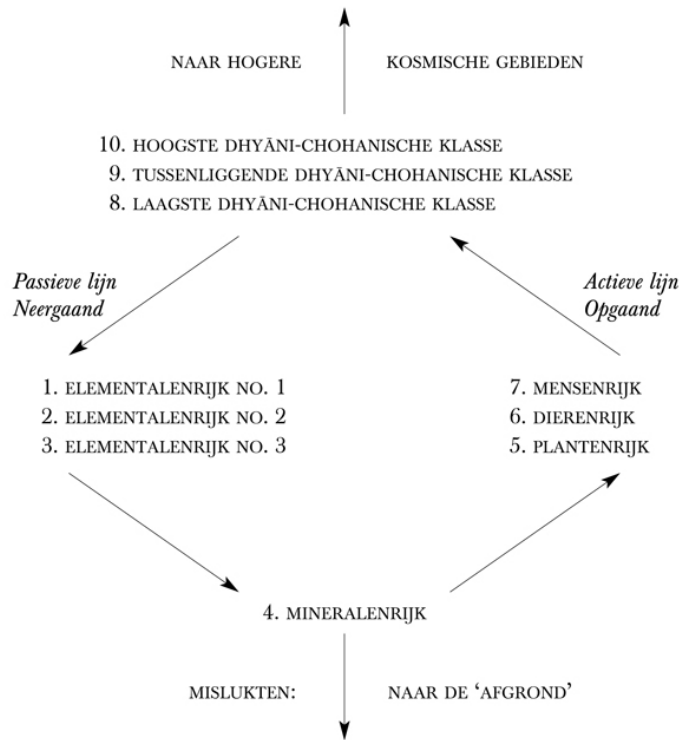 NAAR HOGERE KOSMISCHE GEBIEDEN
10. HOOGSTE DHYĀNI-CHOHANISCHE KLASSE
9. TUSSENLIGGENDE DHYĀNI-CHOHANISCHE KLASSE
8. LAAGSTE DHYĀNI-CHOHANISCHE KLASSE
Passieve lijn
Neergaand
Actieve lijn
Opgaand
1. ELEMENTALENRIJK NO. 1
2. ELEMENTALENRIJK NO. 2
3. ELEMENTALENRIJK NO. 3
7. MENSENRIJK
6. DIERENRIJK
5. PLANTENRIJK
4. MINERALENRIJK
MISLUKTEN: NAAR DE ‘AFGROND’